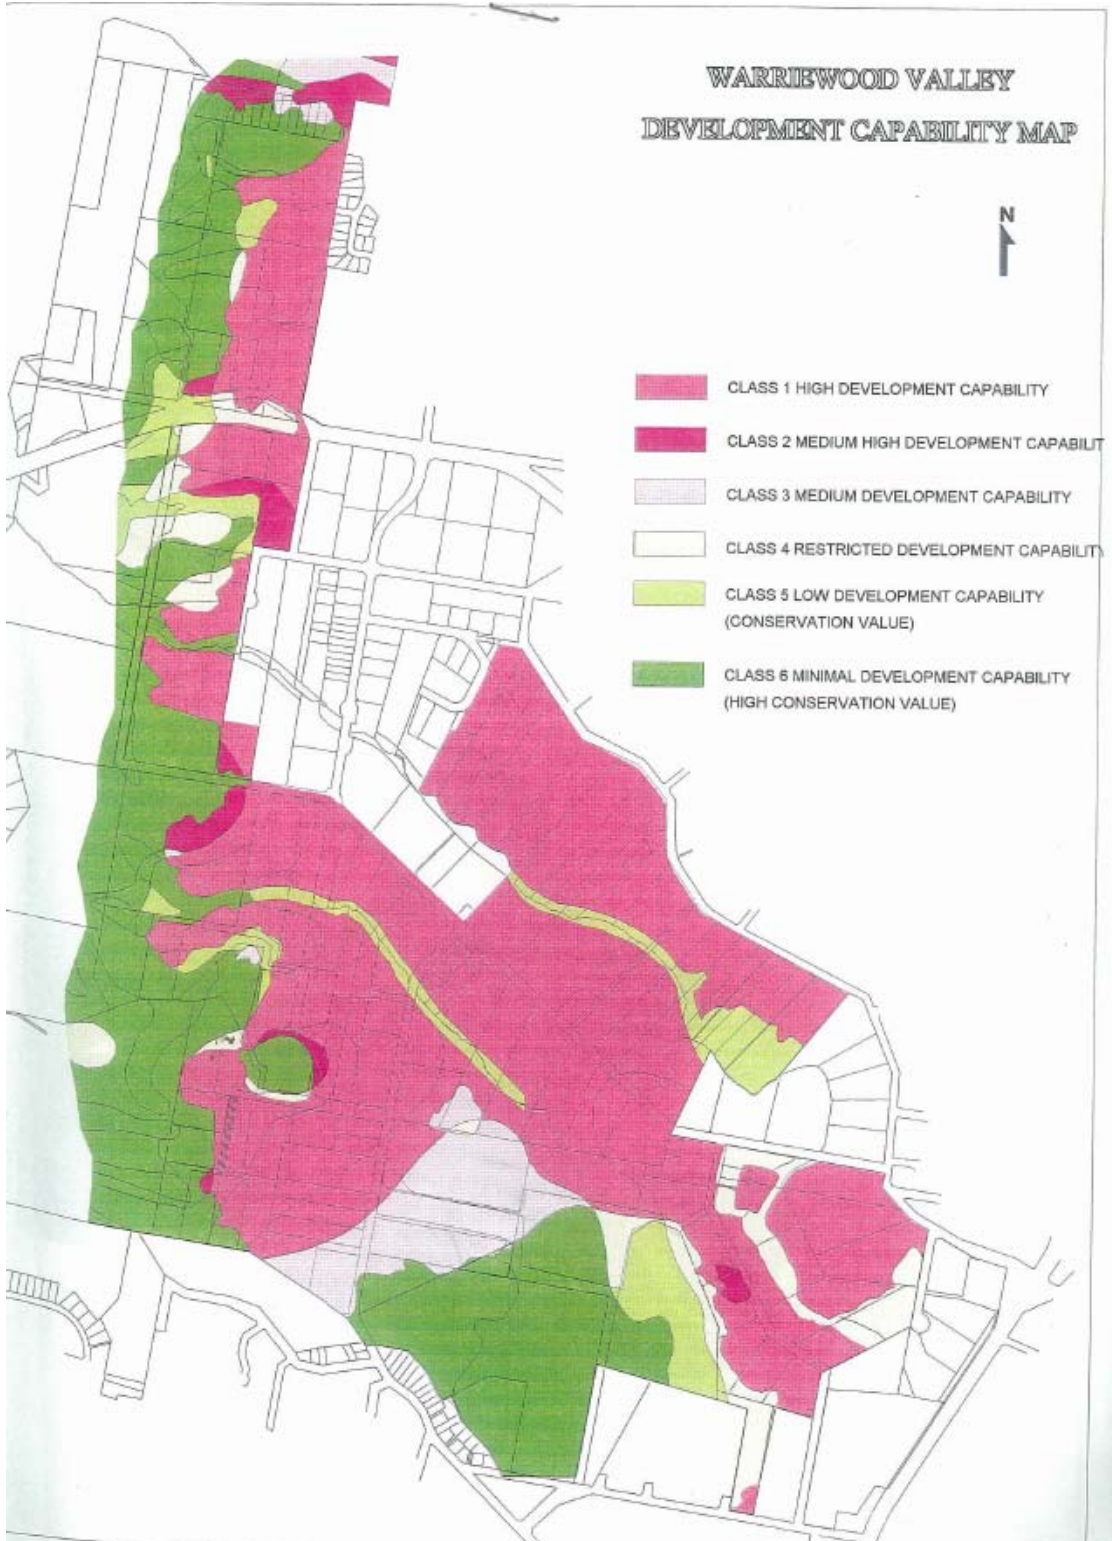 WARRIEWOOD VALLEY
DEVELOPMENT CAPABILITY MAP
N
CLASS 1 HIGH DEVELOPMENT CAPABILITY
CLASS 2 MEDIUM HIGH DEVELOPMENT CAPABILIT
CLASS 3 MEDIUM DEVELOPMENT CAPABILITY
CLASS 4 RESTRICTED DEVELOPMENT CAPABILITY
CLASS 5 LOW DEVELOPMENT CAPABILITY
(CONSERVATION VALUE)
CLASS 6 MINIMAL DEVELOPMENT CAPABILITY
(HIGH CONSERVATION VALUE)